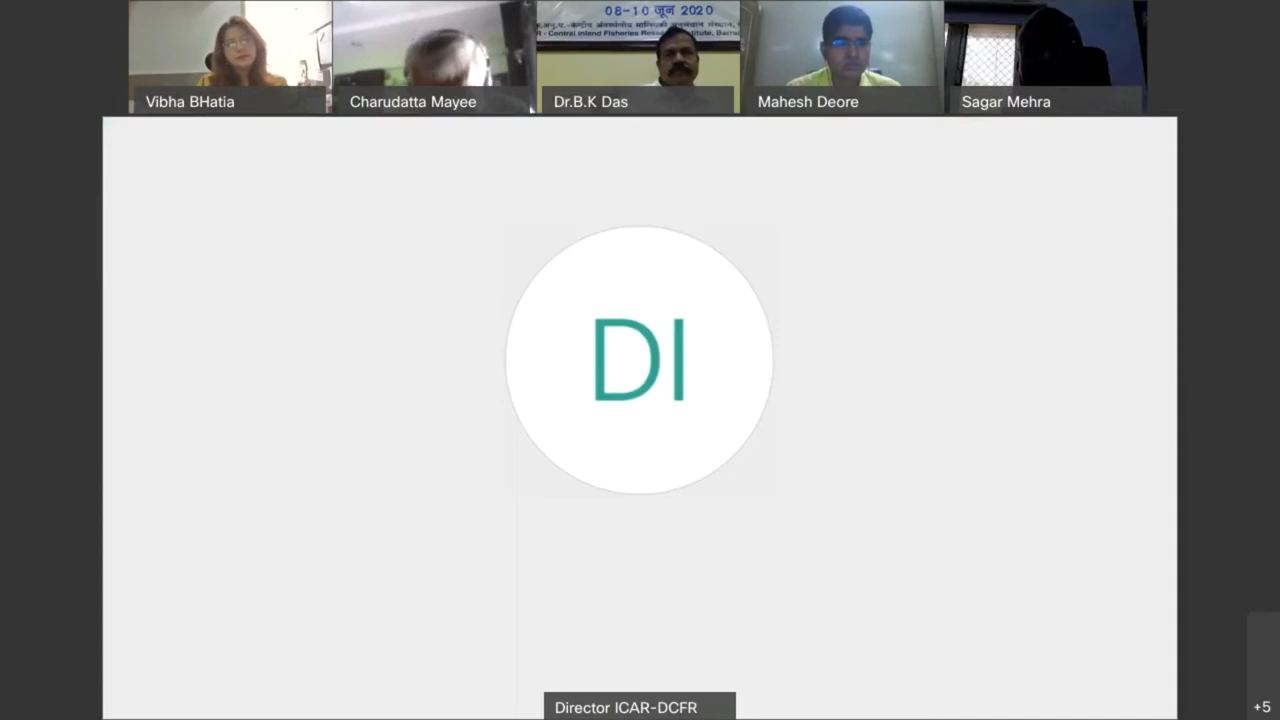 08-10 जून 2020
Central Inland Fisheries
Vibha BHatia
Charudatta Mayee
Dr.B.K Das
Mahesh Deore
Sagar Mehra
DI
Director ICAR-DCFR
+5